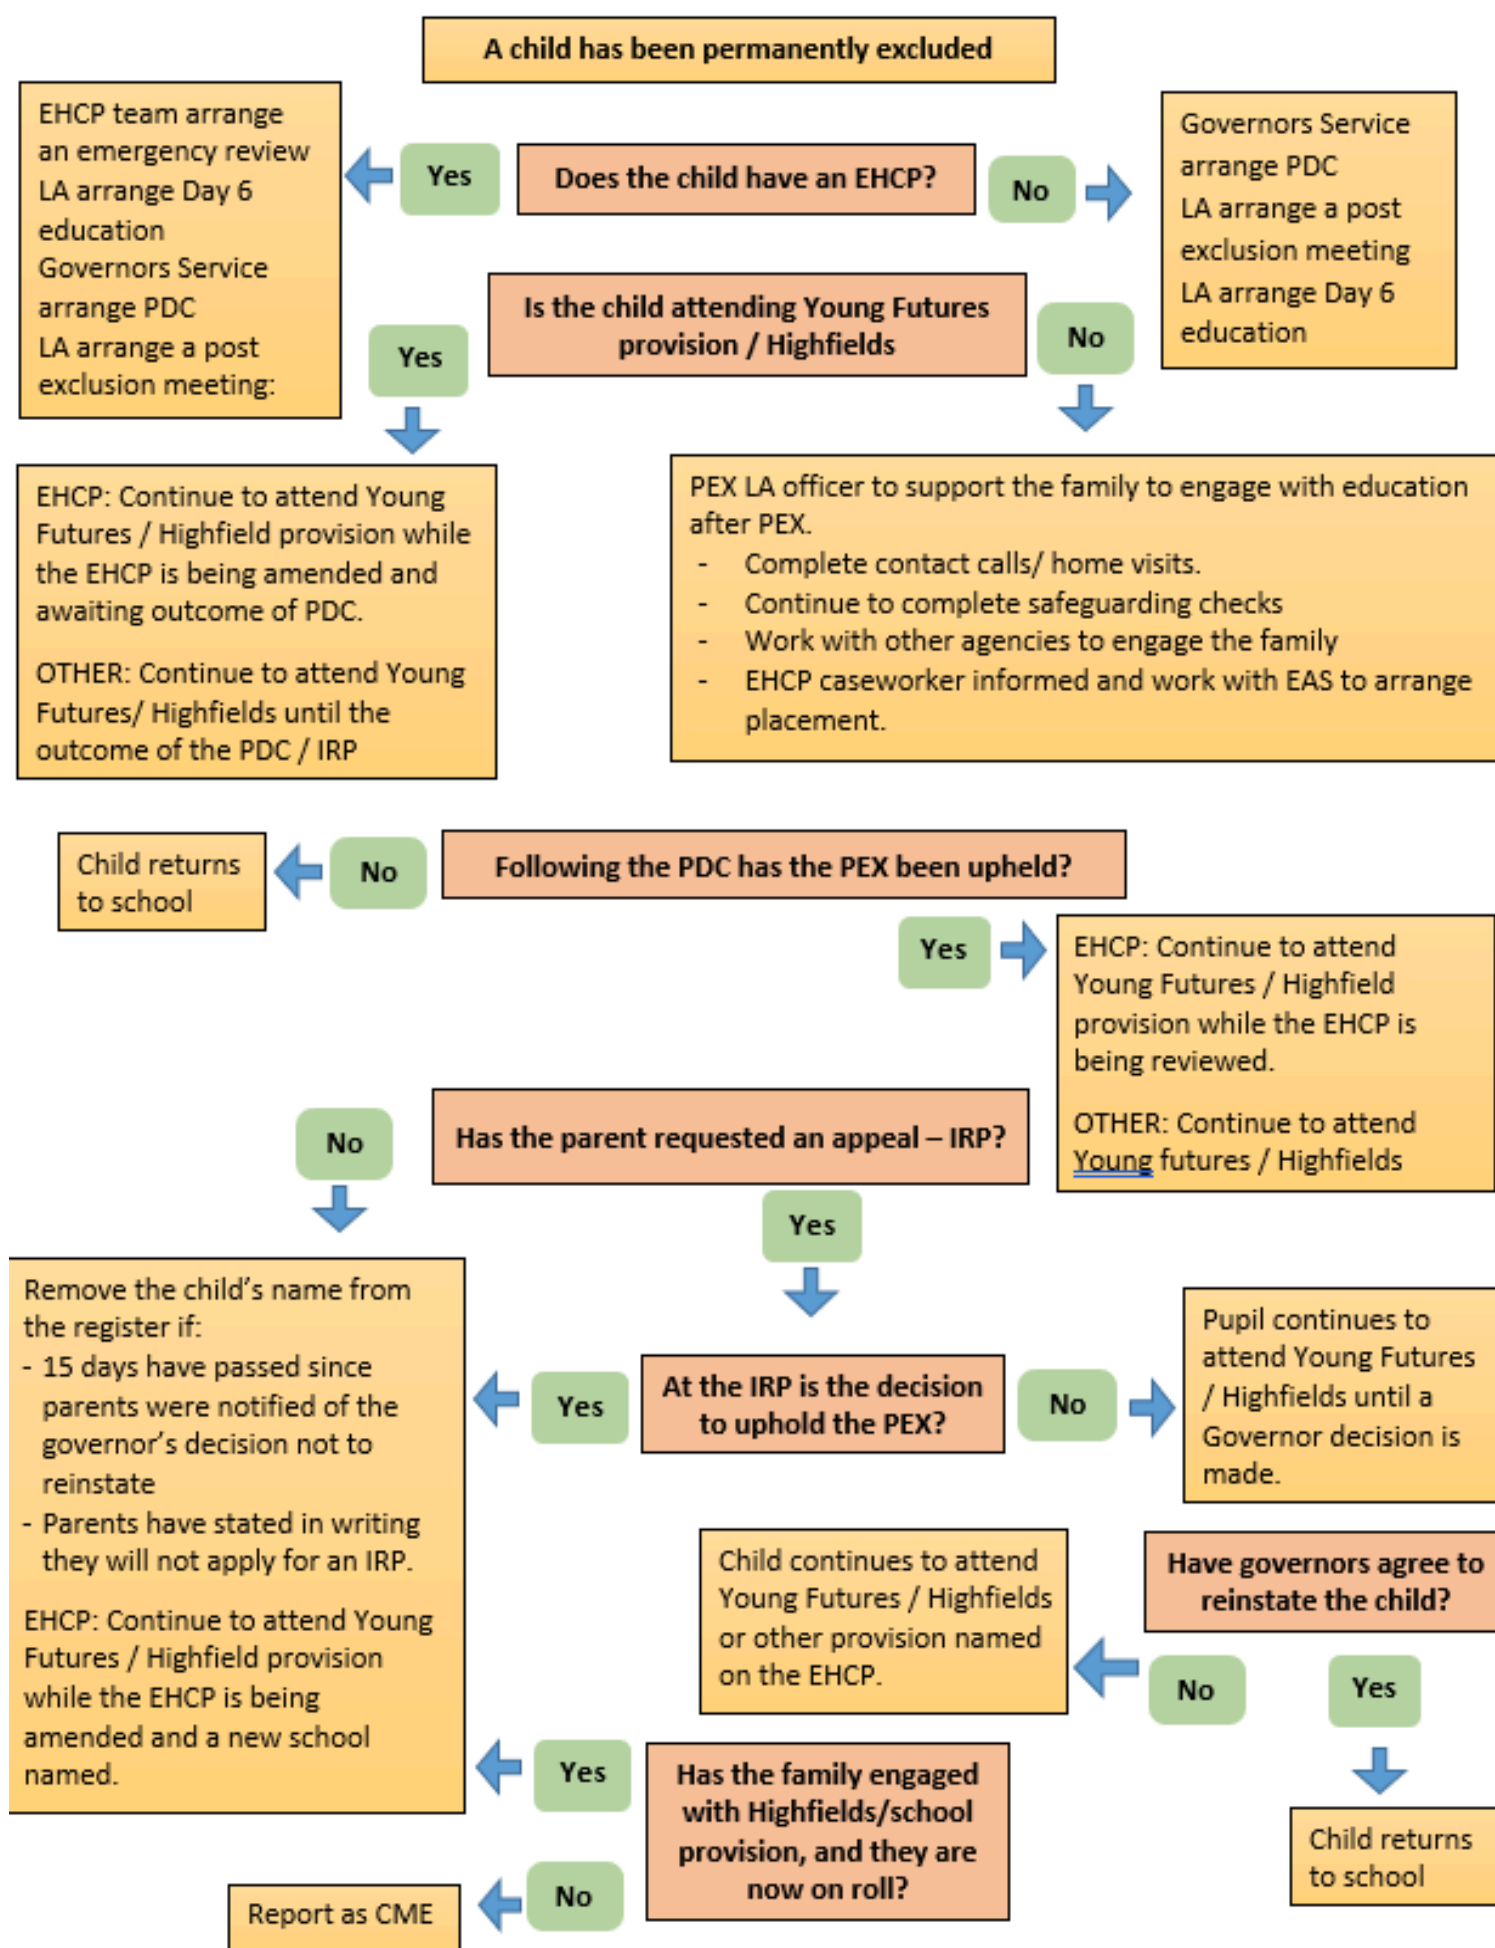 A child has been permanently excluded
EHCP team arrange
an emergency review
LA arrange Day 6
education
Governors Service
arrange PDC
LA arrange a post
exclusion meeting:
Yes
Does the child have an EHCP?
No
Governors Service
arrange PDC
LA arrange a post
exclusion meeting
LA arrange Day 6
education
Is the child attending Young Futures
provision / Highfields
Yes
No
EHCP: Continue to attend Young
Futures / Highfield provision while
the EHCP is being amended and
awaiting outcome of PDC.
OTHER: Continue to attend Young
Futures/ Highfields until the
outcome of the PDC / IRP
PEX LA officer to support the family to engage with education
after PEX.
- Complete contact calls/ home visits.
- Continue to complete safeguarding checks
- Work with other agencies to engage the family
- EHCP caseworker informed and work with EAS to arrange
placement.
Child returns
to school
No
Following the PDC has the PEX been upheld?
Yes
EHCP: Continue to attend
Young Futures / Highfield
provision while the EHCP is
being reviewed.
OTHER: Continue to attend
Young futures / Highfields
No
Has the parent requested an appeal – IRP?
Yes
Remove the child's name from
the register if:
- 15 days have passed since
parents were notified of the
governor's decision not to
reinstate
- Parents have stated in writing
they will not apply for an IRP.
EHCP: Continue to attend Young
Futures / Highfield provision
while the EHCP is being
amended and a new school
named.
Yes
At the IRP is the decision
to uphold the PEX?
No
Pupil continues to
attend Young Futures
/ Highfields until a
Governor decision is
made.
Child continues to attend
Young Futures / Highfields
or other provision named
on the EHCP.
Have governors agree to
reinstate the child?
No
Yes
Yes
Has the family engaged
with Highfields/school
provision, and they are
now on roll?
Child returns
to school
No
Report as CME